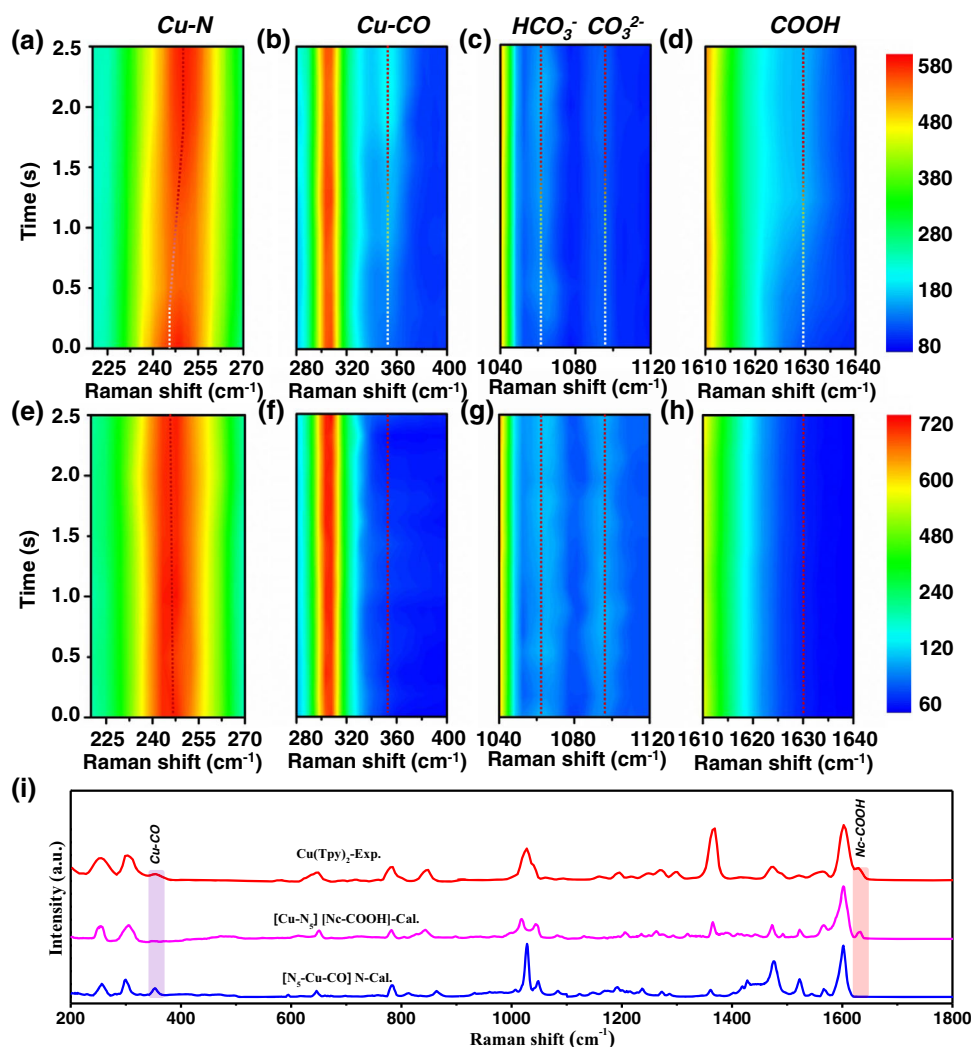 Cu-N
Cu-CO
HCO₃⁻ CO₃²⁻
COOH
(a)
(b)
(c)
(d)
2.5
2.0
1.5
1.0
0.5
0.0
Time (s)
225 240 255 270
Raman shift (cm⁻¹)
280 320 360 400
Raman shift (cm⁻¹)
1040 1080 1120
Raman shift (cm⁻¹)
1610 1620 1630 1640
Raman shift (cm⁻¹)
580
480
380
280
180
80
(e)
(f)
(g)
(h)
2.5
2.0
1.5
1.0
0.5
0.0
Time (s)
225 240 255 270
Raman shift (cm⁻¹)
280 320 360 400
Raman shift (cm⁻¹)
1040 1080 1120
Raman shift (cm⁻¹)
1610 1620 1630 1640
Raman shift (cm⁻¹)
720
600
480
240
120
60
(i)
Cu-CO
Nc-COOH
Cu(Tpy)₂-Exp.
[Cu-N₅] [Nc-COOH]-Cal.
[N₅-Cu-CO] N-Cal.
Intensity (a.u.)
200 400 600 800 1000 1200 1400 1600 1800
Raman shift (cm⁻¹)